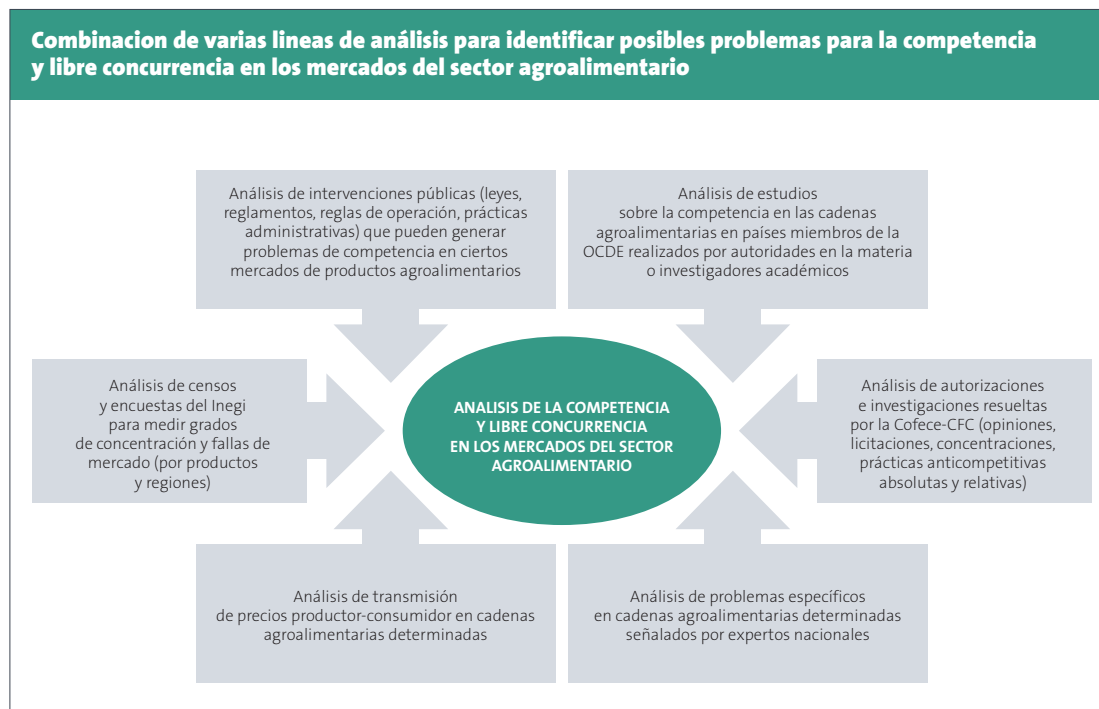 Combinacion de varias lineas de análisis para identificar posibles problemas para la competencia
y libre concurrencia en los mercados del sector agroalimentario
Análisis de intervenciones públicas (leyes,
reglamentos, reglas de operación, prácticas
administrativas) que pueden generar
problemas de competencia en ciertos
mercados de productos agroalimentarios
Análisis de estudios
sobre la competencia en las cadenas
agroalimentarias en países miembros de la
OCDE realizados por autoridades en la materia
o investigadores académicos
Análisis de censos
y encuestas del Inegi
para medir grados
de concentración y fallas de
mercado (por productos
y regiones)
ANALISIS DE LA COMPETENCIA
Y LIBRE CONCURRENCIA
EN LOS MERCADOS DEL SECTOR
AGROALIMENTARIO
Análisis de autorizaciones
e investigaciones resueltas
por la Cofece-CFC (opiniones,
licitaciones, concentraciones,
prácticas anticompetitivas
absolutas y relativas)
Análisis de transmisión
de precios productor-consumidor en cadenas
agroalimentarias determinadas
Análisis de problemas específicos
en cadenas agroalimentarias determinadas
señalados por expertos nacionales